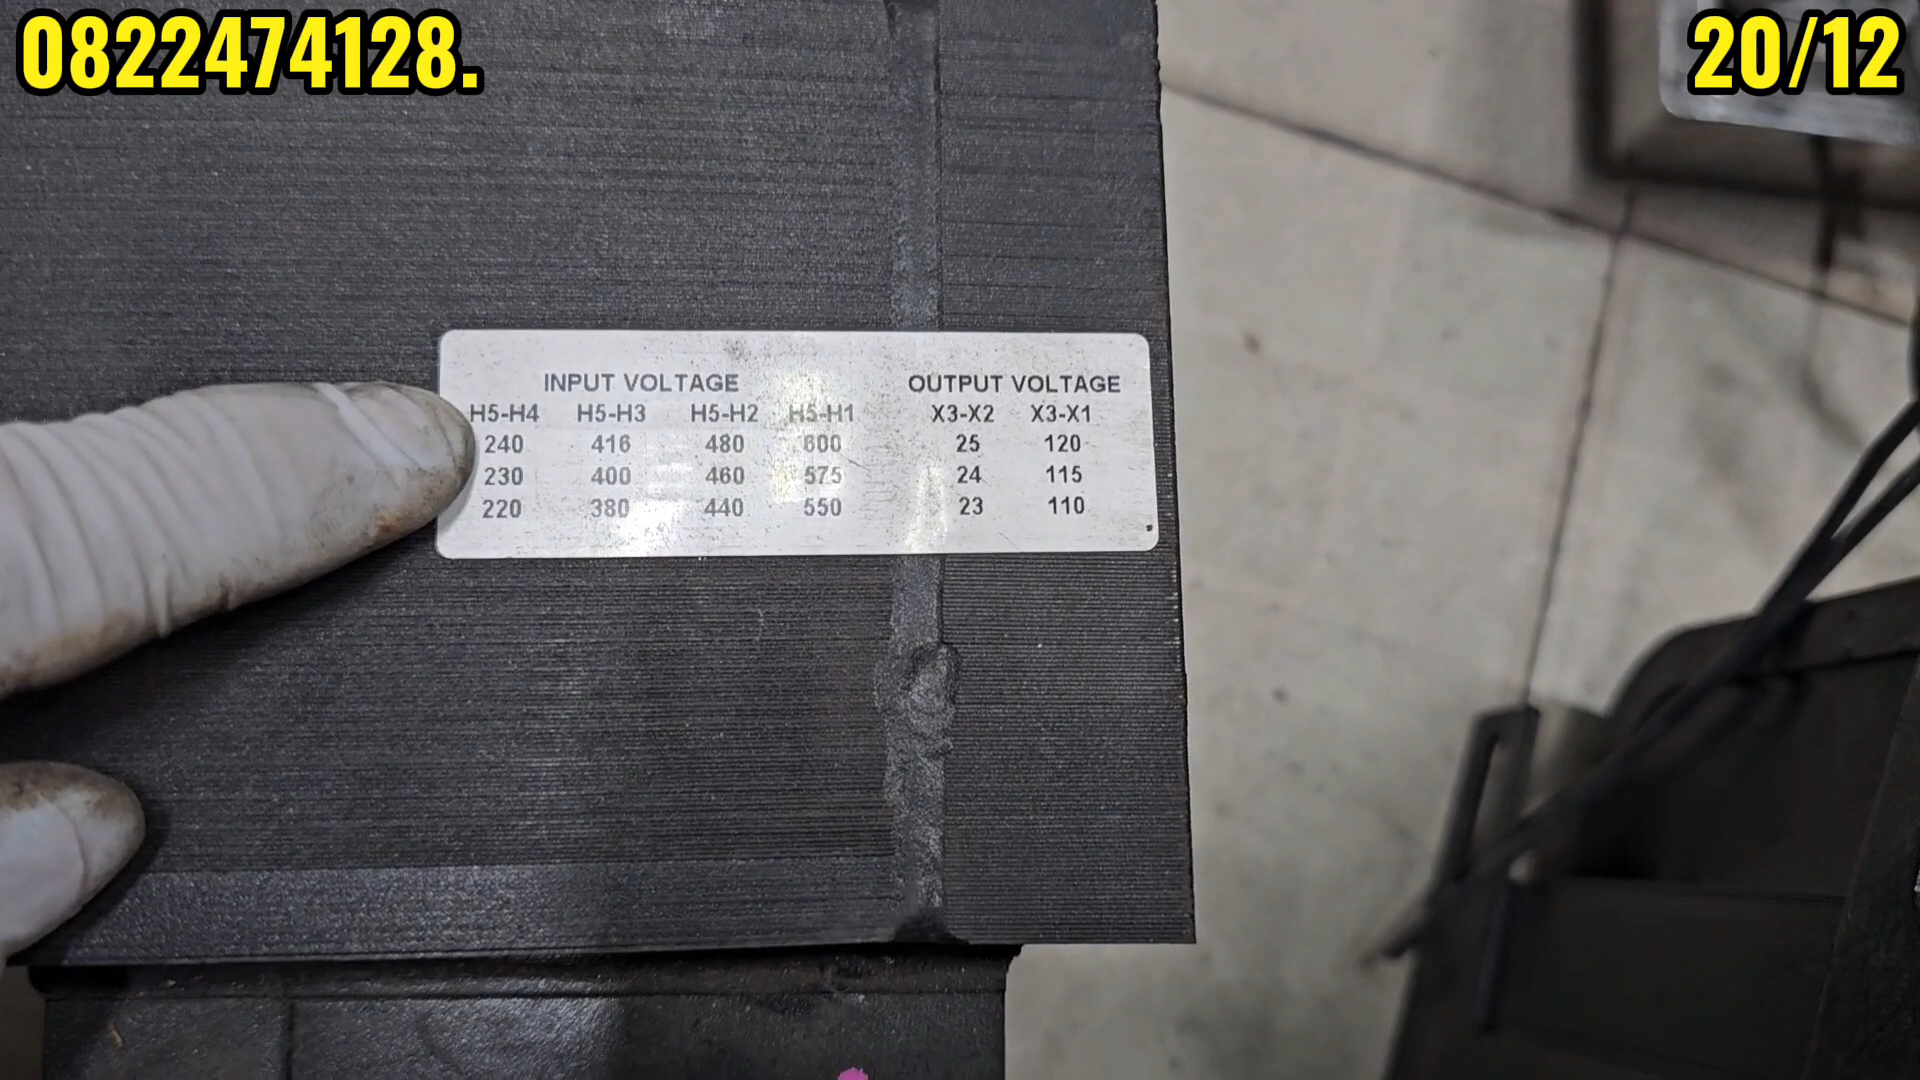 0822474128.
20/12
INPUT VOLTAGE OUTPUT VOLTAGE
H5-H4 H5-H3 H5-H2 H5-H1 X3-X2 X3-X1
240 416 480 600 25 120
230 400 460 575 24 115
220 380 440 550 23 110